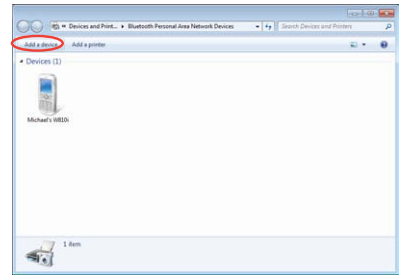 Devices and Print... ▸ Bluetooth Personal Area Network Devices
Search Devices and Printers
Add a device
Add a printer
Devices (1)
Michael's W810i
1 item